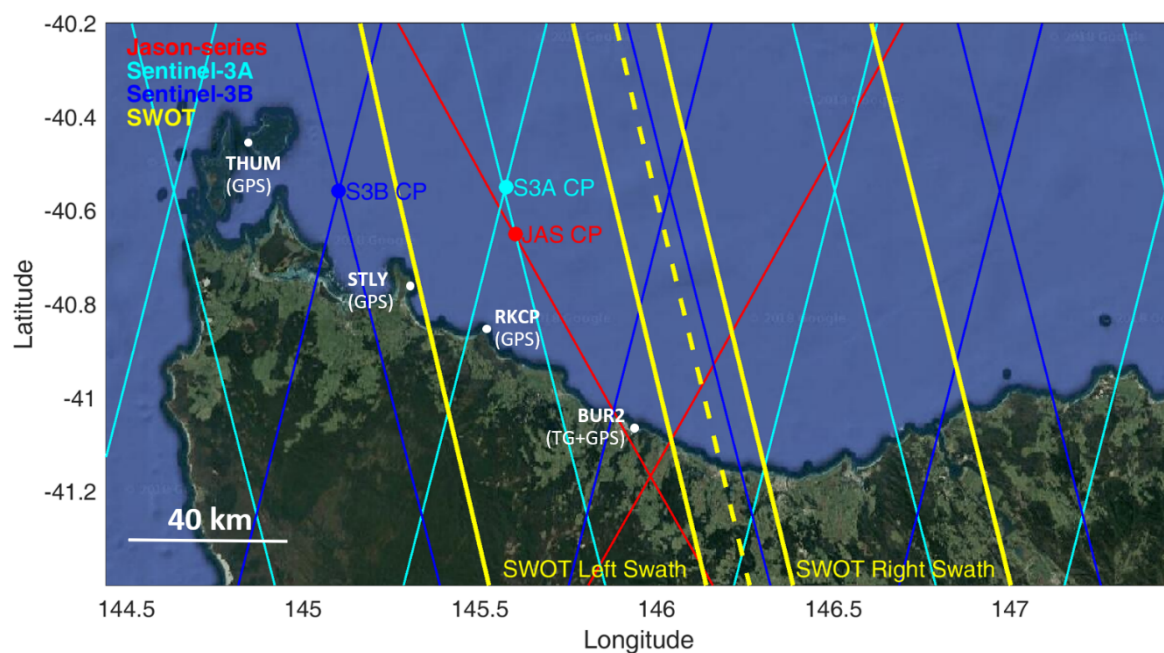 -40.2
-40.4
-40.6
-40.8
-41
-41.2
Latitude
Jason-series
Sentinel-3A
Sentinel-3B
SWOT
THUM
(GPS)
S3B CP
S3A CP
JAS CP
STLY
(GPS)
RKCP
(GPS)
BUR2
(TG+GPS)
40 km
SWOT Left Swath
SWOT Right Swath
144.5
145
145.5
146
146.5
147
Longitude